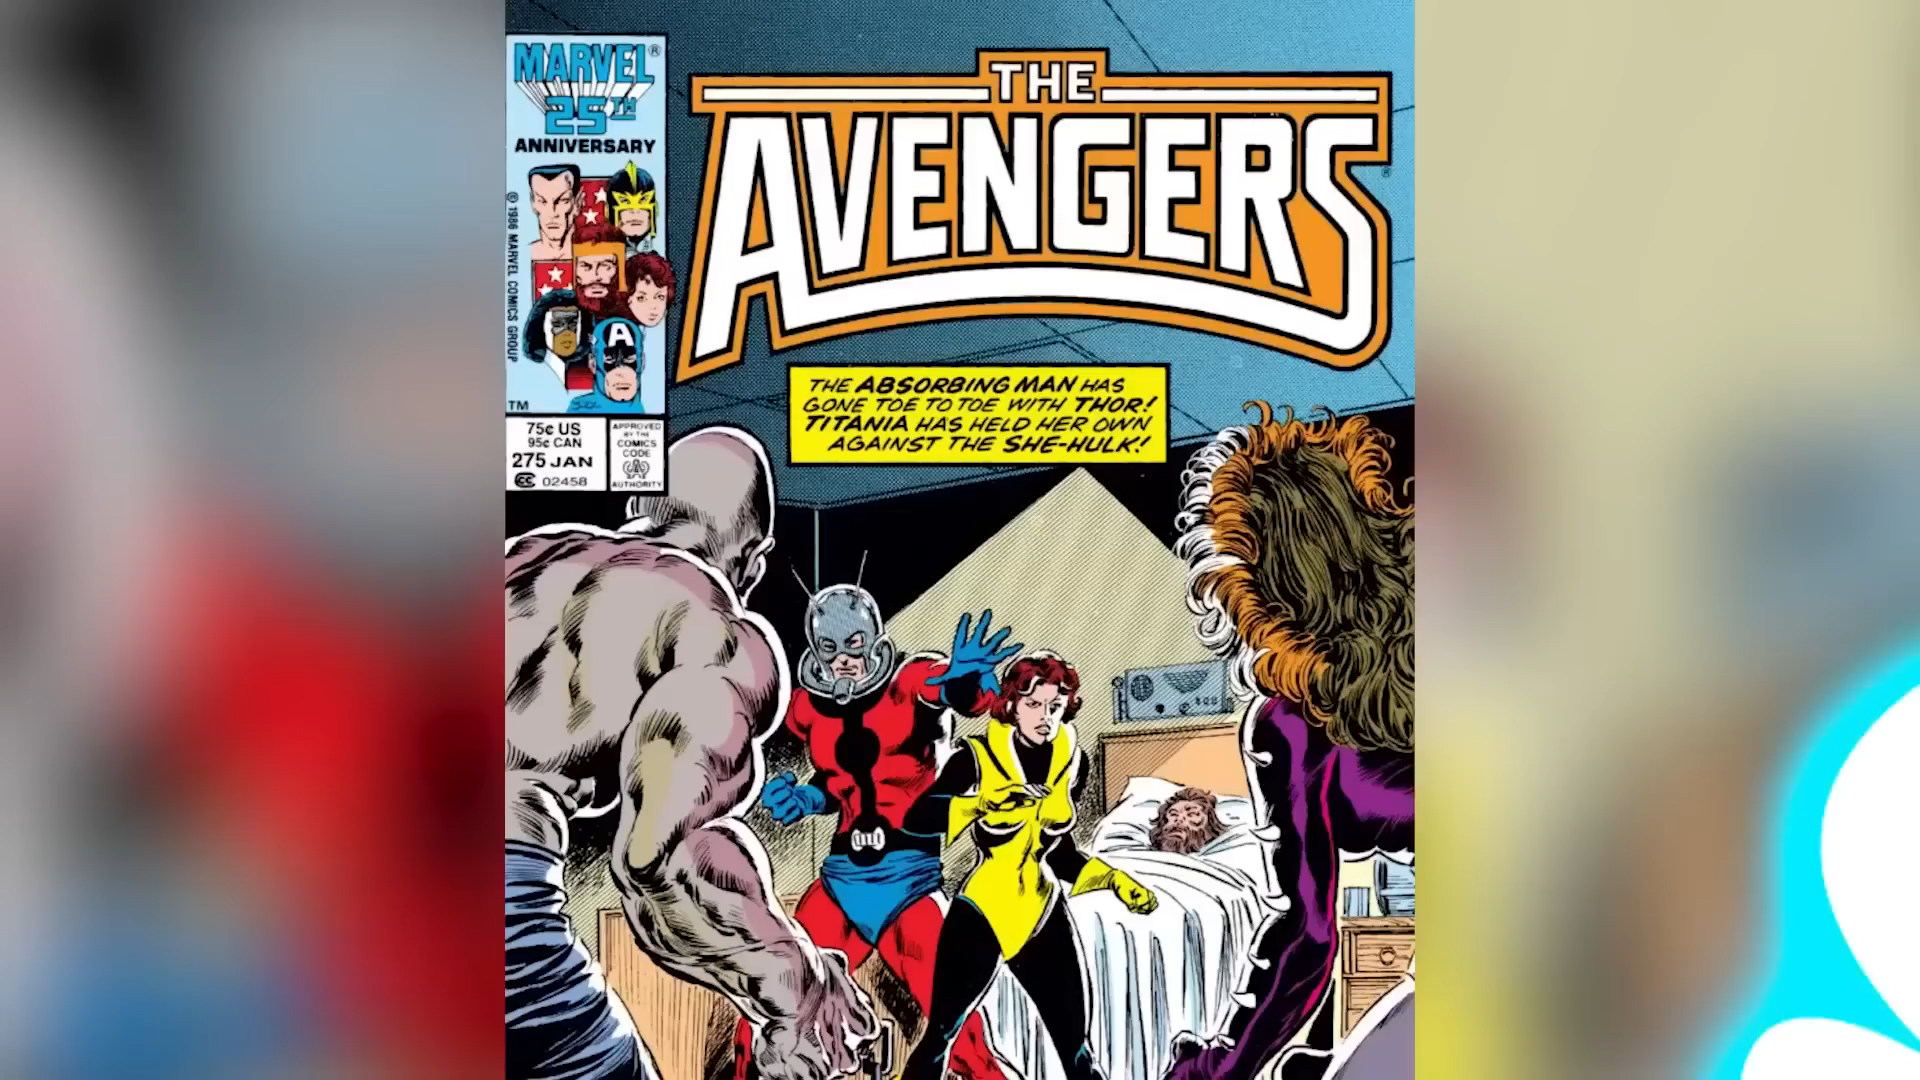 MARVEL®
25TH
ANNIVERSARY
© 1986 MARVEL COMICS GROUP
A
TM
75¢ US
95¢ CAN
275 JAN
CC 02458
APPROVED
BY THE
COMICS
CODE
AUTHORITY
THE
AVENGERS®
THE ABSORBING MAN HAS
GONE TOE TO TOE WITH THOR!
TITANIA HAS HELD HER OWN
AGAINST THE SHE-HULK!